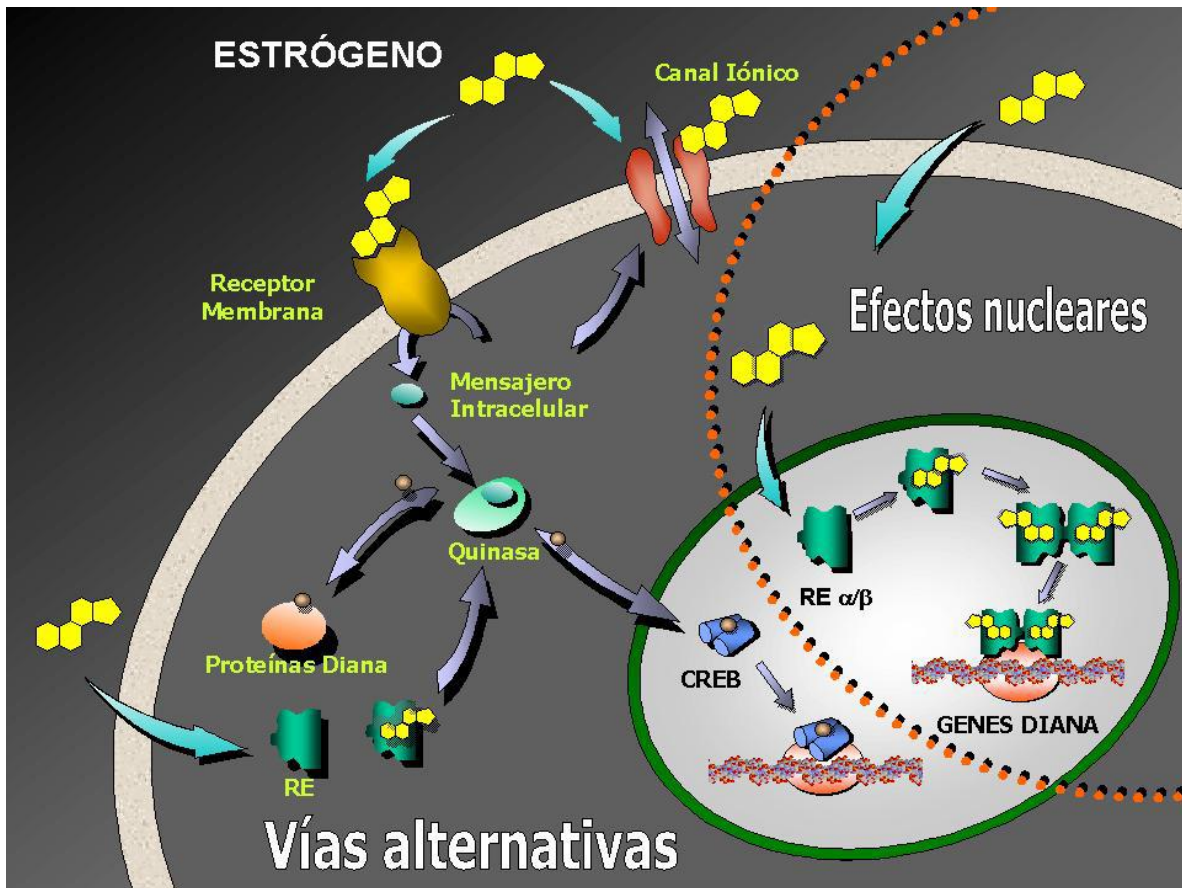 ESTRÓGENO
Canal Iónico
Receptor
Membrana
Efectos nucleares
Mensajero
Intracelular
Quinasa
RE α/β
Proteínas Diana
CREB
GENES DIANA
RE
Vías alternativas